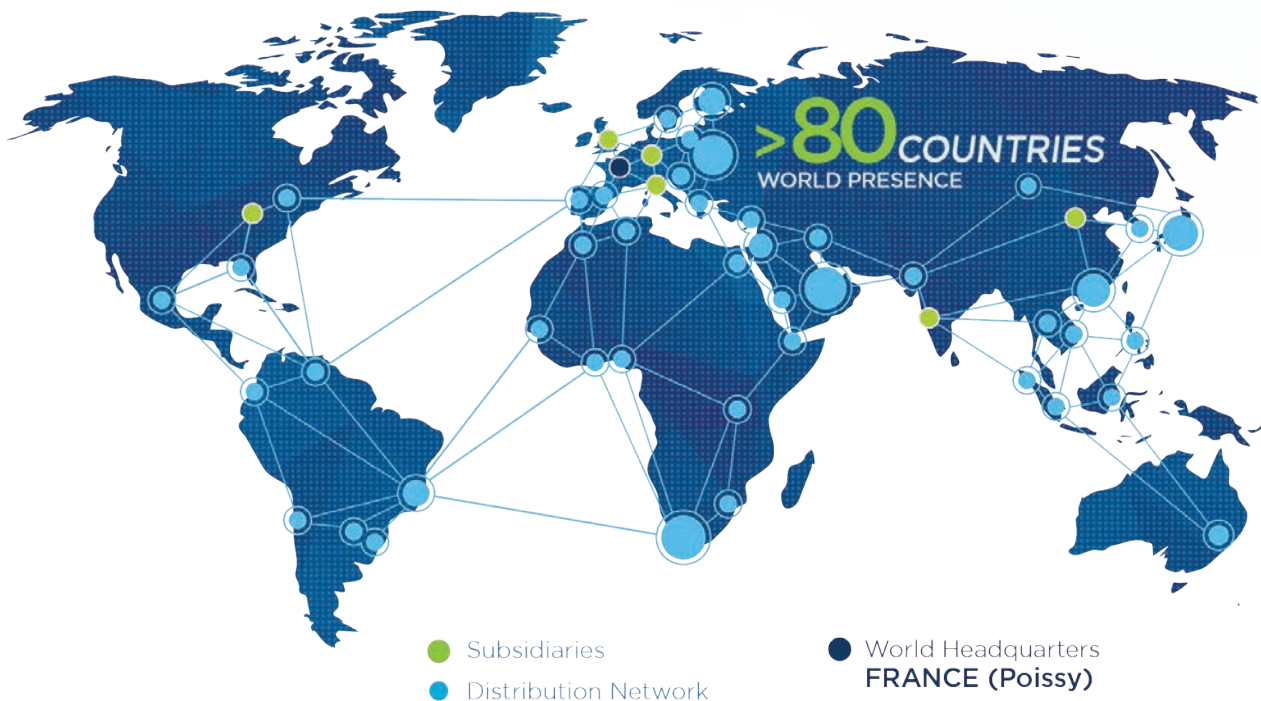 >80 COUNTRIES
WORLD PRESENCE
Subsidiaries
Distribution Network
World Headquarters
FRANCE (Poissy)